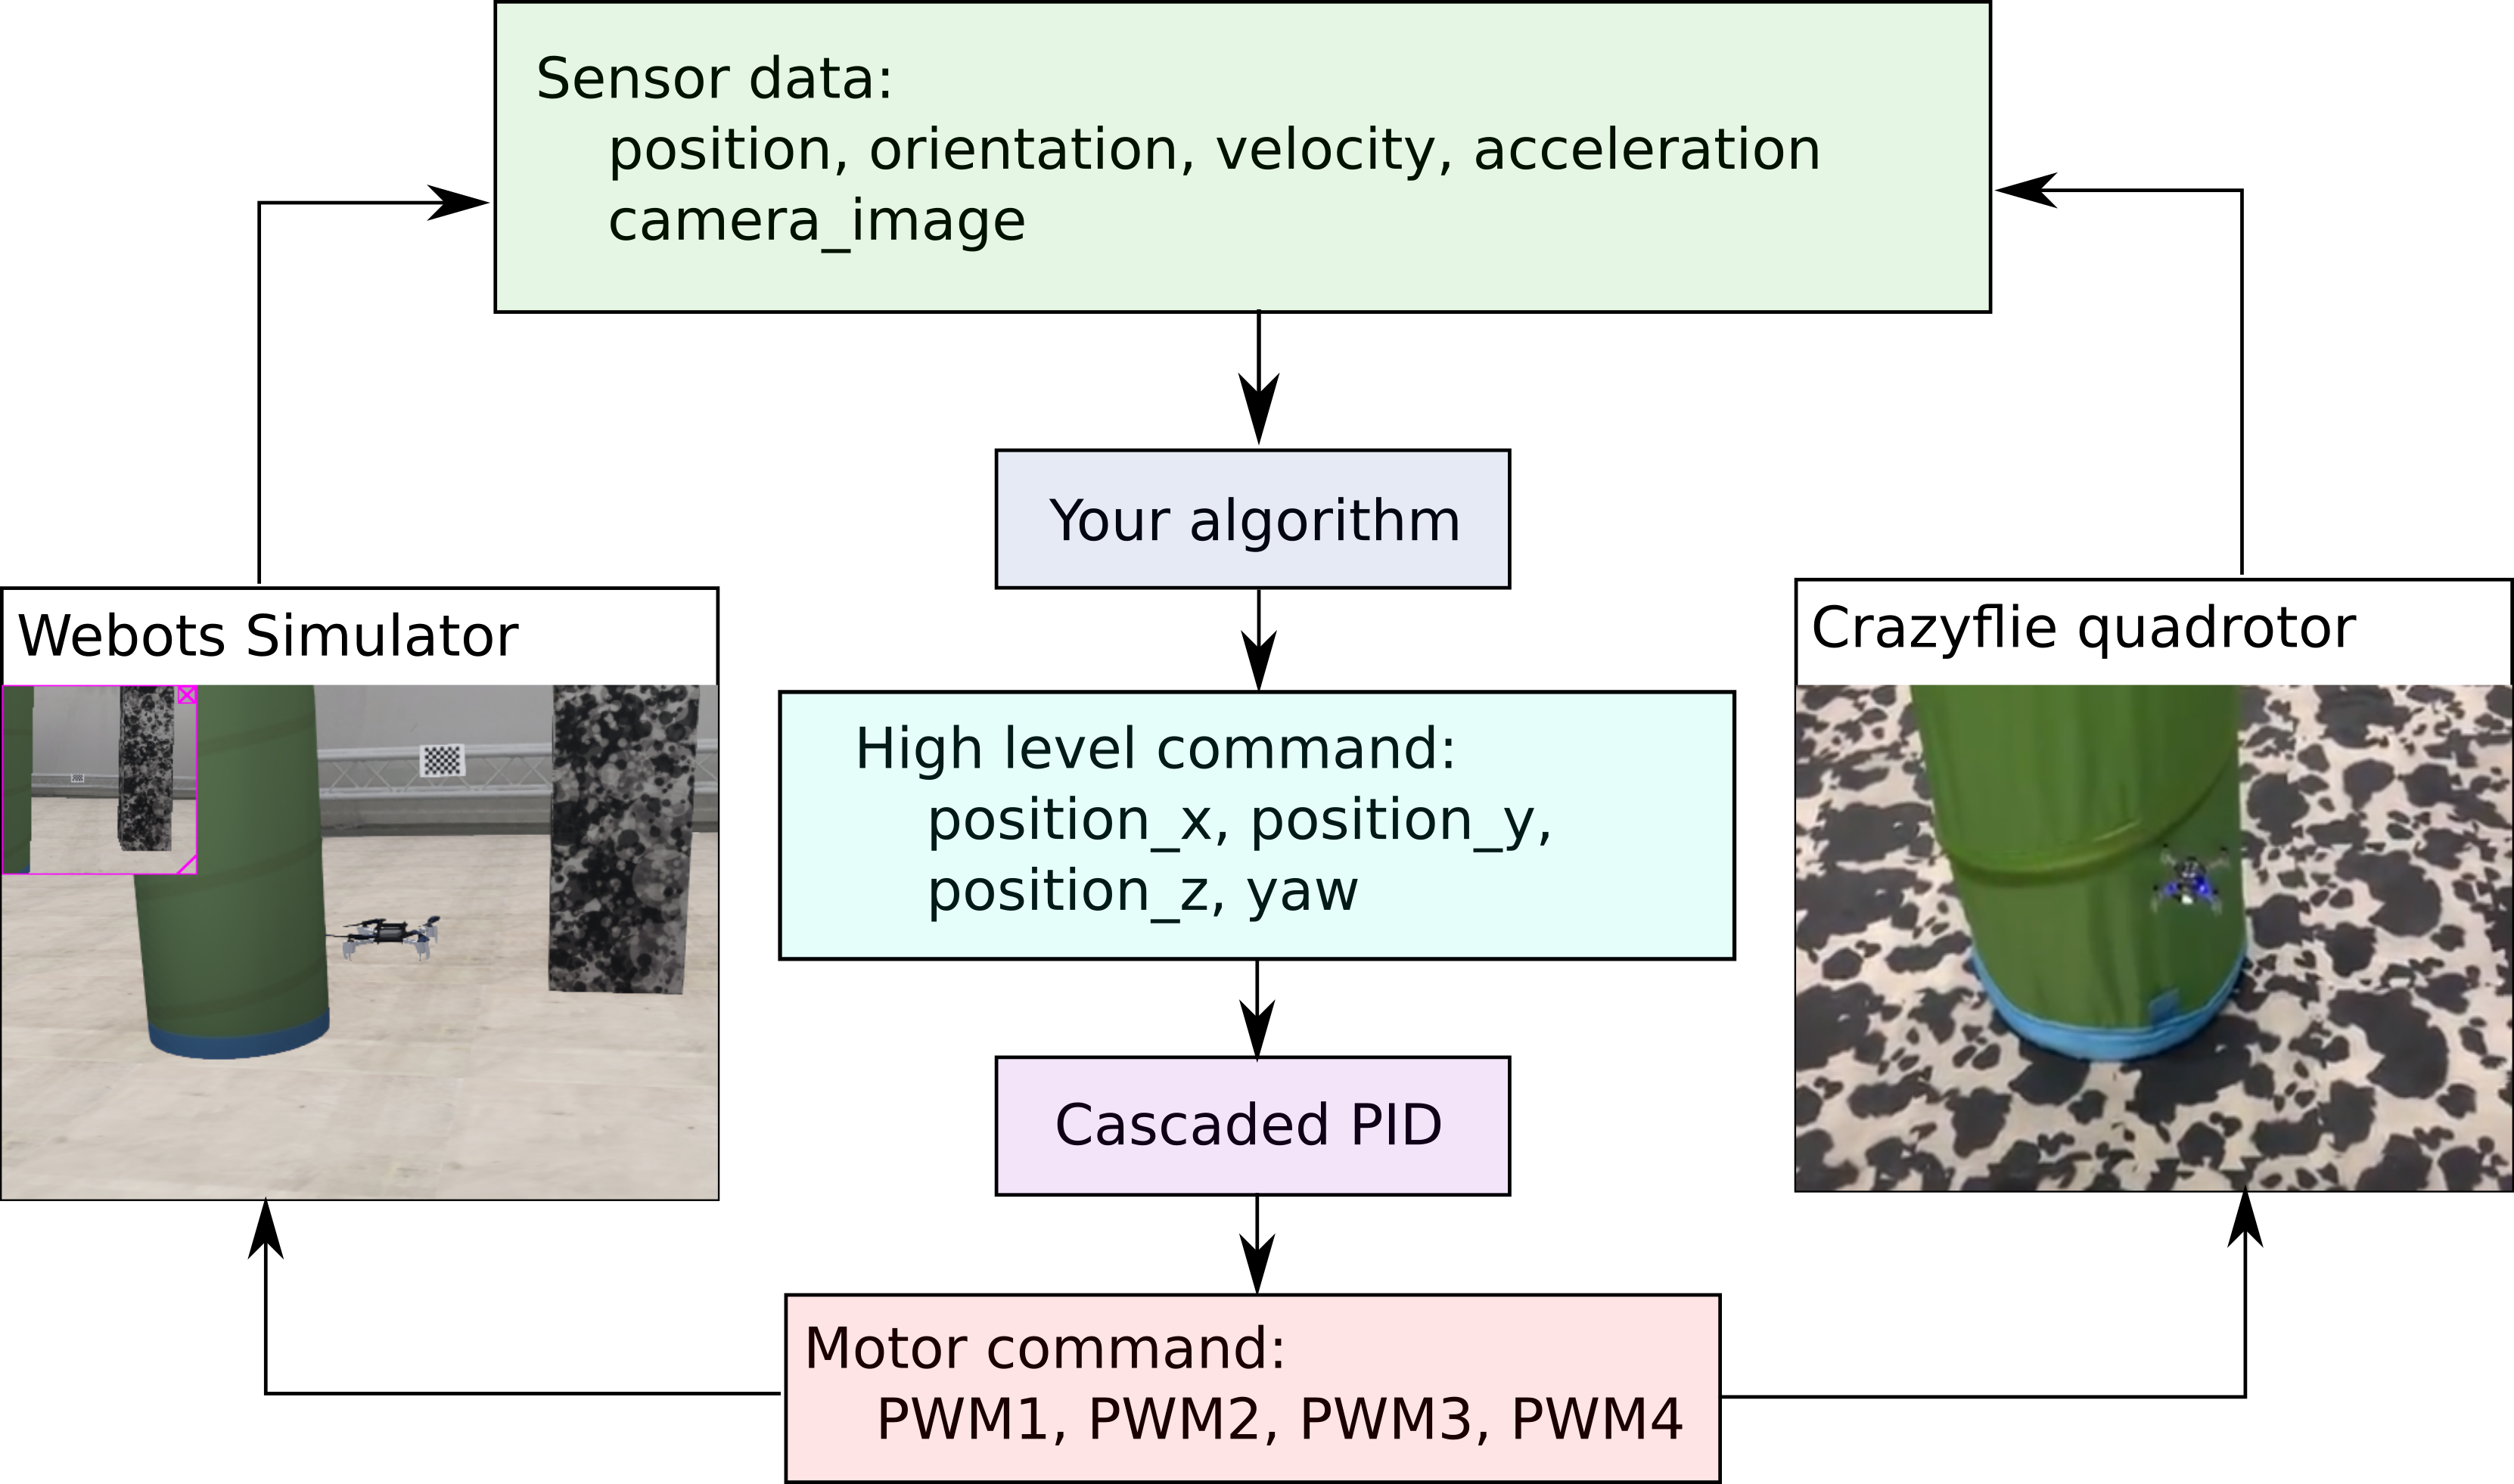 Sensor data:
position, orientation, velocity, acceleration
camera_image
Your algorithm
Webots Simulator
Crazyflie quadrotor
High level command:
position_x, position_y,
position_z, yaw
Cascaded PID
Motor command:
PWM1, PWM2, PWM3, PWM4